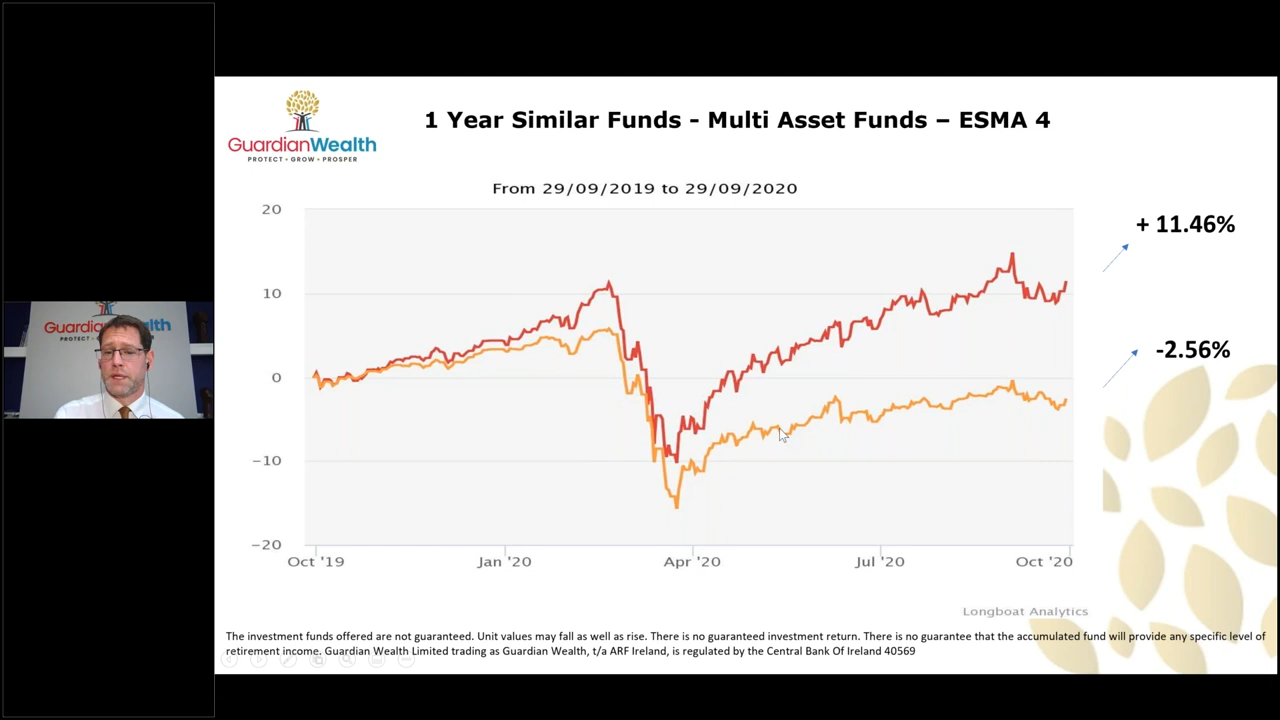 GuardianWealth
PROTECT • GROW • PROSPER
1 Year Similar Funds - Multi Asset Funds – ESMA 4
From 29/09/2019 to 29/09/2020
20
10
0
−10
−20
Oct '19
Jan '20
Apr '20
Jul '20
Oct '20
+ 11.46%
-2.56%
Longboat Analytics
The investment funds offered are not guaranteed. Unit values may fall as well as rise. There is no guaranteed investment return. There is no guarantee that the accumulated fund will provide any specific level of
retirement income. Guardian Wealth Limited trading as Guardian Wealth, t/a ARF Ireland, is regulated by the Central Bank Of Ireland 40569